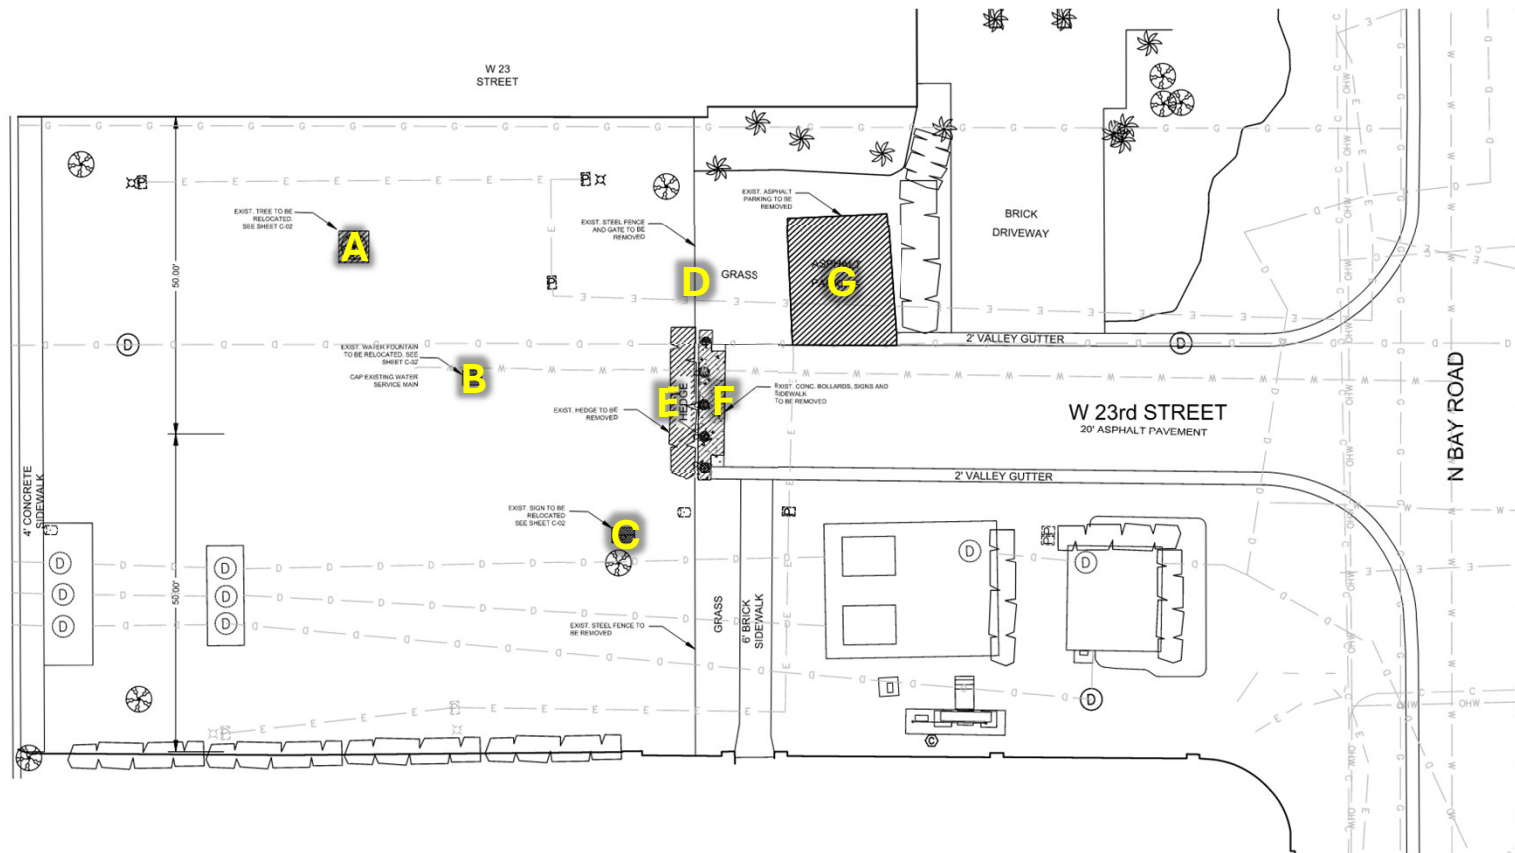 W 23
STREET
EXIST. TREE TO BE
RELOCATED.
SEE SHEET C-02
A
EXIST. STEEL FENCE
AND GATE TO BE
REMOVED
D
GRASS
EXIST. ASPHALT
PARKING TO BE
REMOVED
ASPHALT
G
BRICK
DRIVEWAY
50.00'
D
EXIST. WATER FOUNTAIN
TO BE RELOCATED. SEE
SHEET C-02
CAP EXISTING WATER
SERVICE MAIN
B
EXIST. HEDGE TO BE
REMOVED
E
HEDGE
F
EXIST. CONC. BOLLARDS, SIGNS AND
SIDEWALK
TO BE REMOVED
2' VALLEY GUTTER
D
W 23rd STREET
20' ASPHALT PAVEMENT
2' VALLEY GUTTER
N BAY ROAD
4' CONCRETE
SIDEWALK
50.00'
EXIST. SIGN TO BE
RELOCATED
SEE SHEET C-02
C
D
D
D
D
D
D
EXIST. STEEL FENCE TO
BE REMOVED
GRASS
6' BRICK
SIDEWALK
D
D
D
C